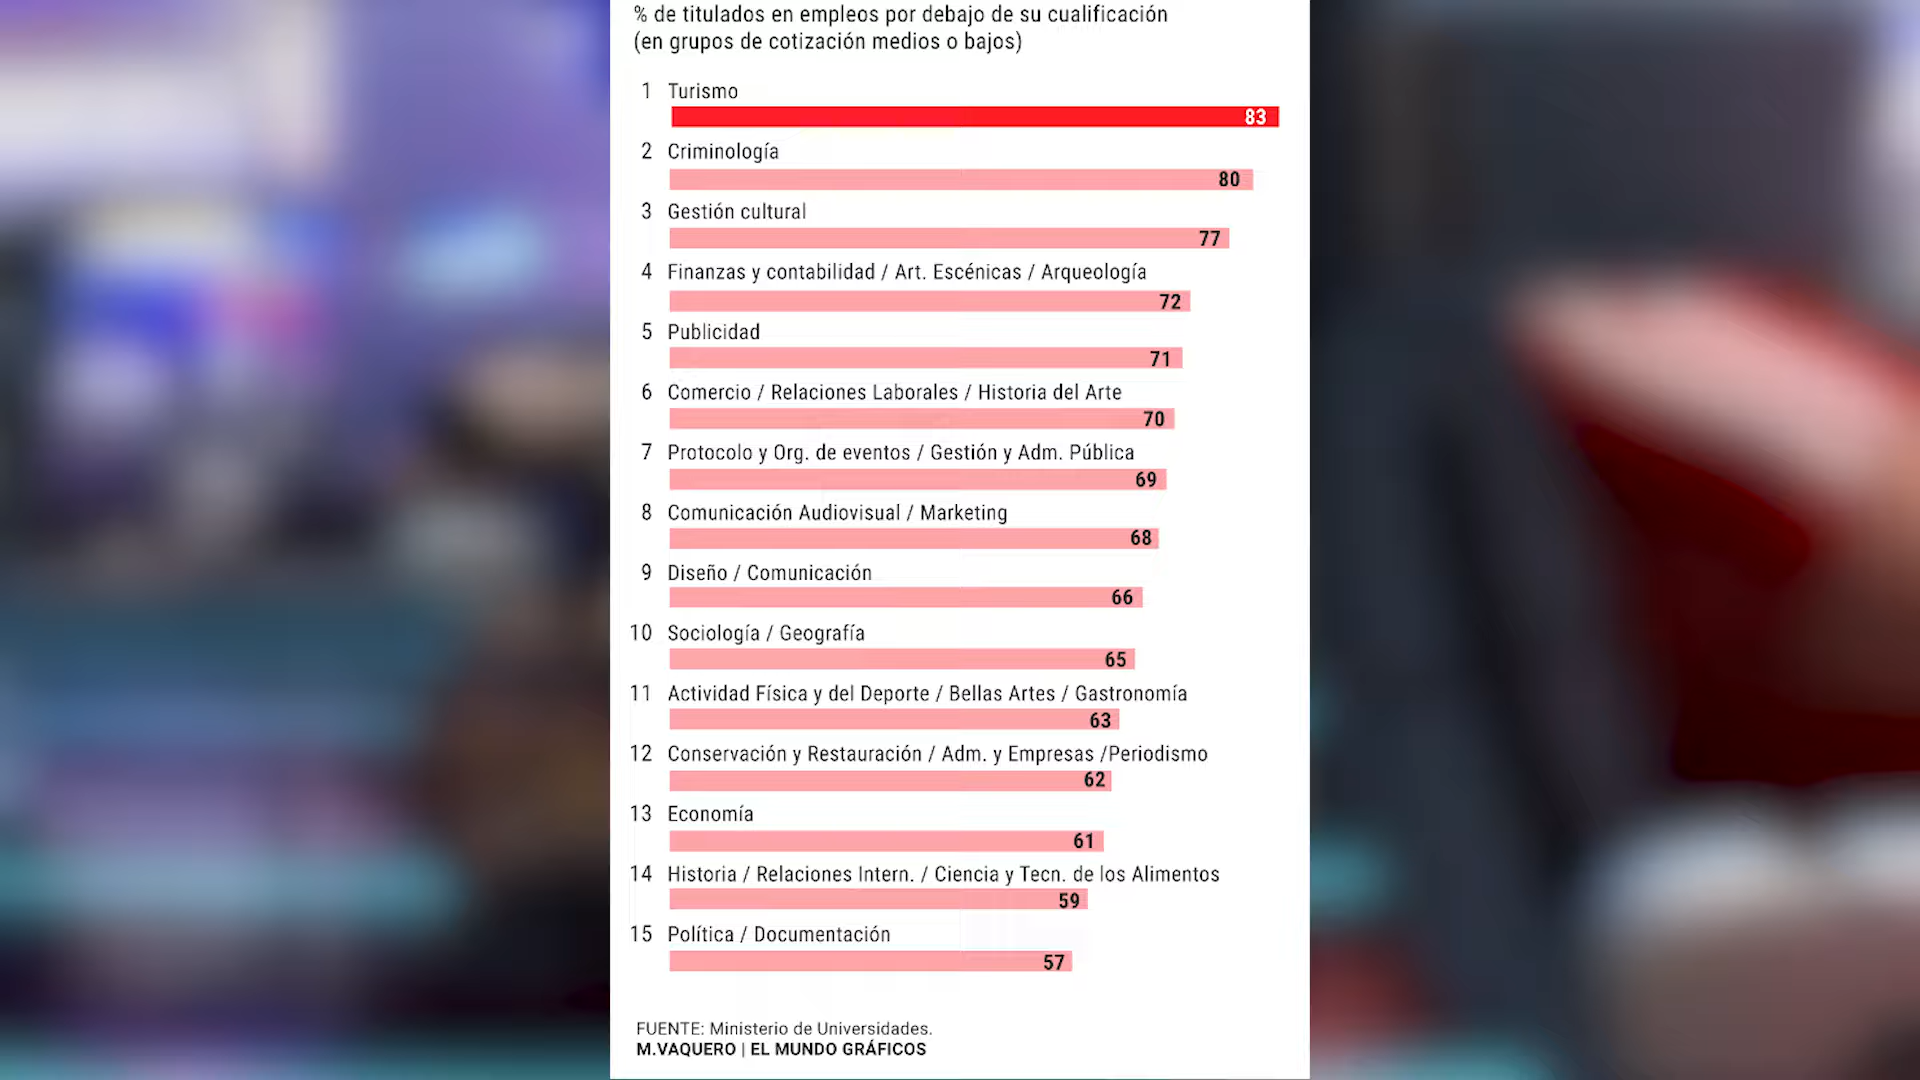 % de titulados en empleos por debajo de su cualificación
(en grupos de cotización medios o bajos)
1 Turismo
83
2 Criminología
80
3 Gestión cultural
77
4 Finanzas y contabilidad / Art. Escénicas / Arqueología
72
5 Publicidad
71
6 Comercio / Relaciones Laborales / Historia del Arte
70
7 Protocolo y Org. de eventos / Gestión y Adm. Pública
69
8 Comunicación Audiovisual / Marketing
68
9 Diseño / Comunicación
66
10 Sociología / Geografía
65
11 Actividad Física y del Deporte / Bellas Artes / Gastronomía
63
12 Conservación y Restauración / Adm. y Empresas /Periodismo
62
13 Economía
61
14 Historia / Relaciones Intern. / Ciencia y Tecn. de los Alimentos
59
15 Política / Documentación
57
FUENTE: Ministerio de Universidades.
M.VAQUERO | EL MUNDO GRÁFICOS